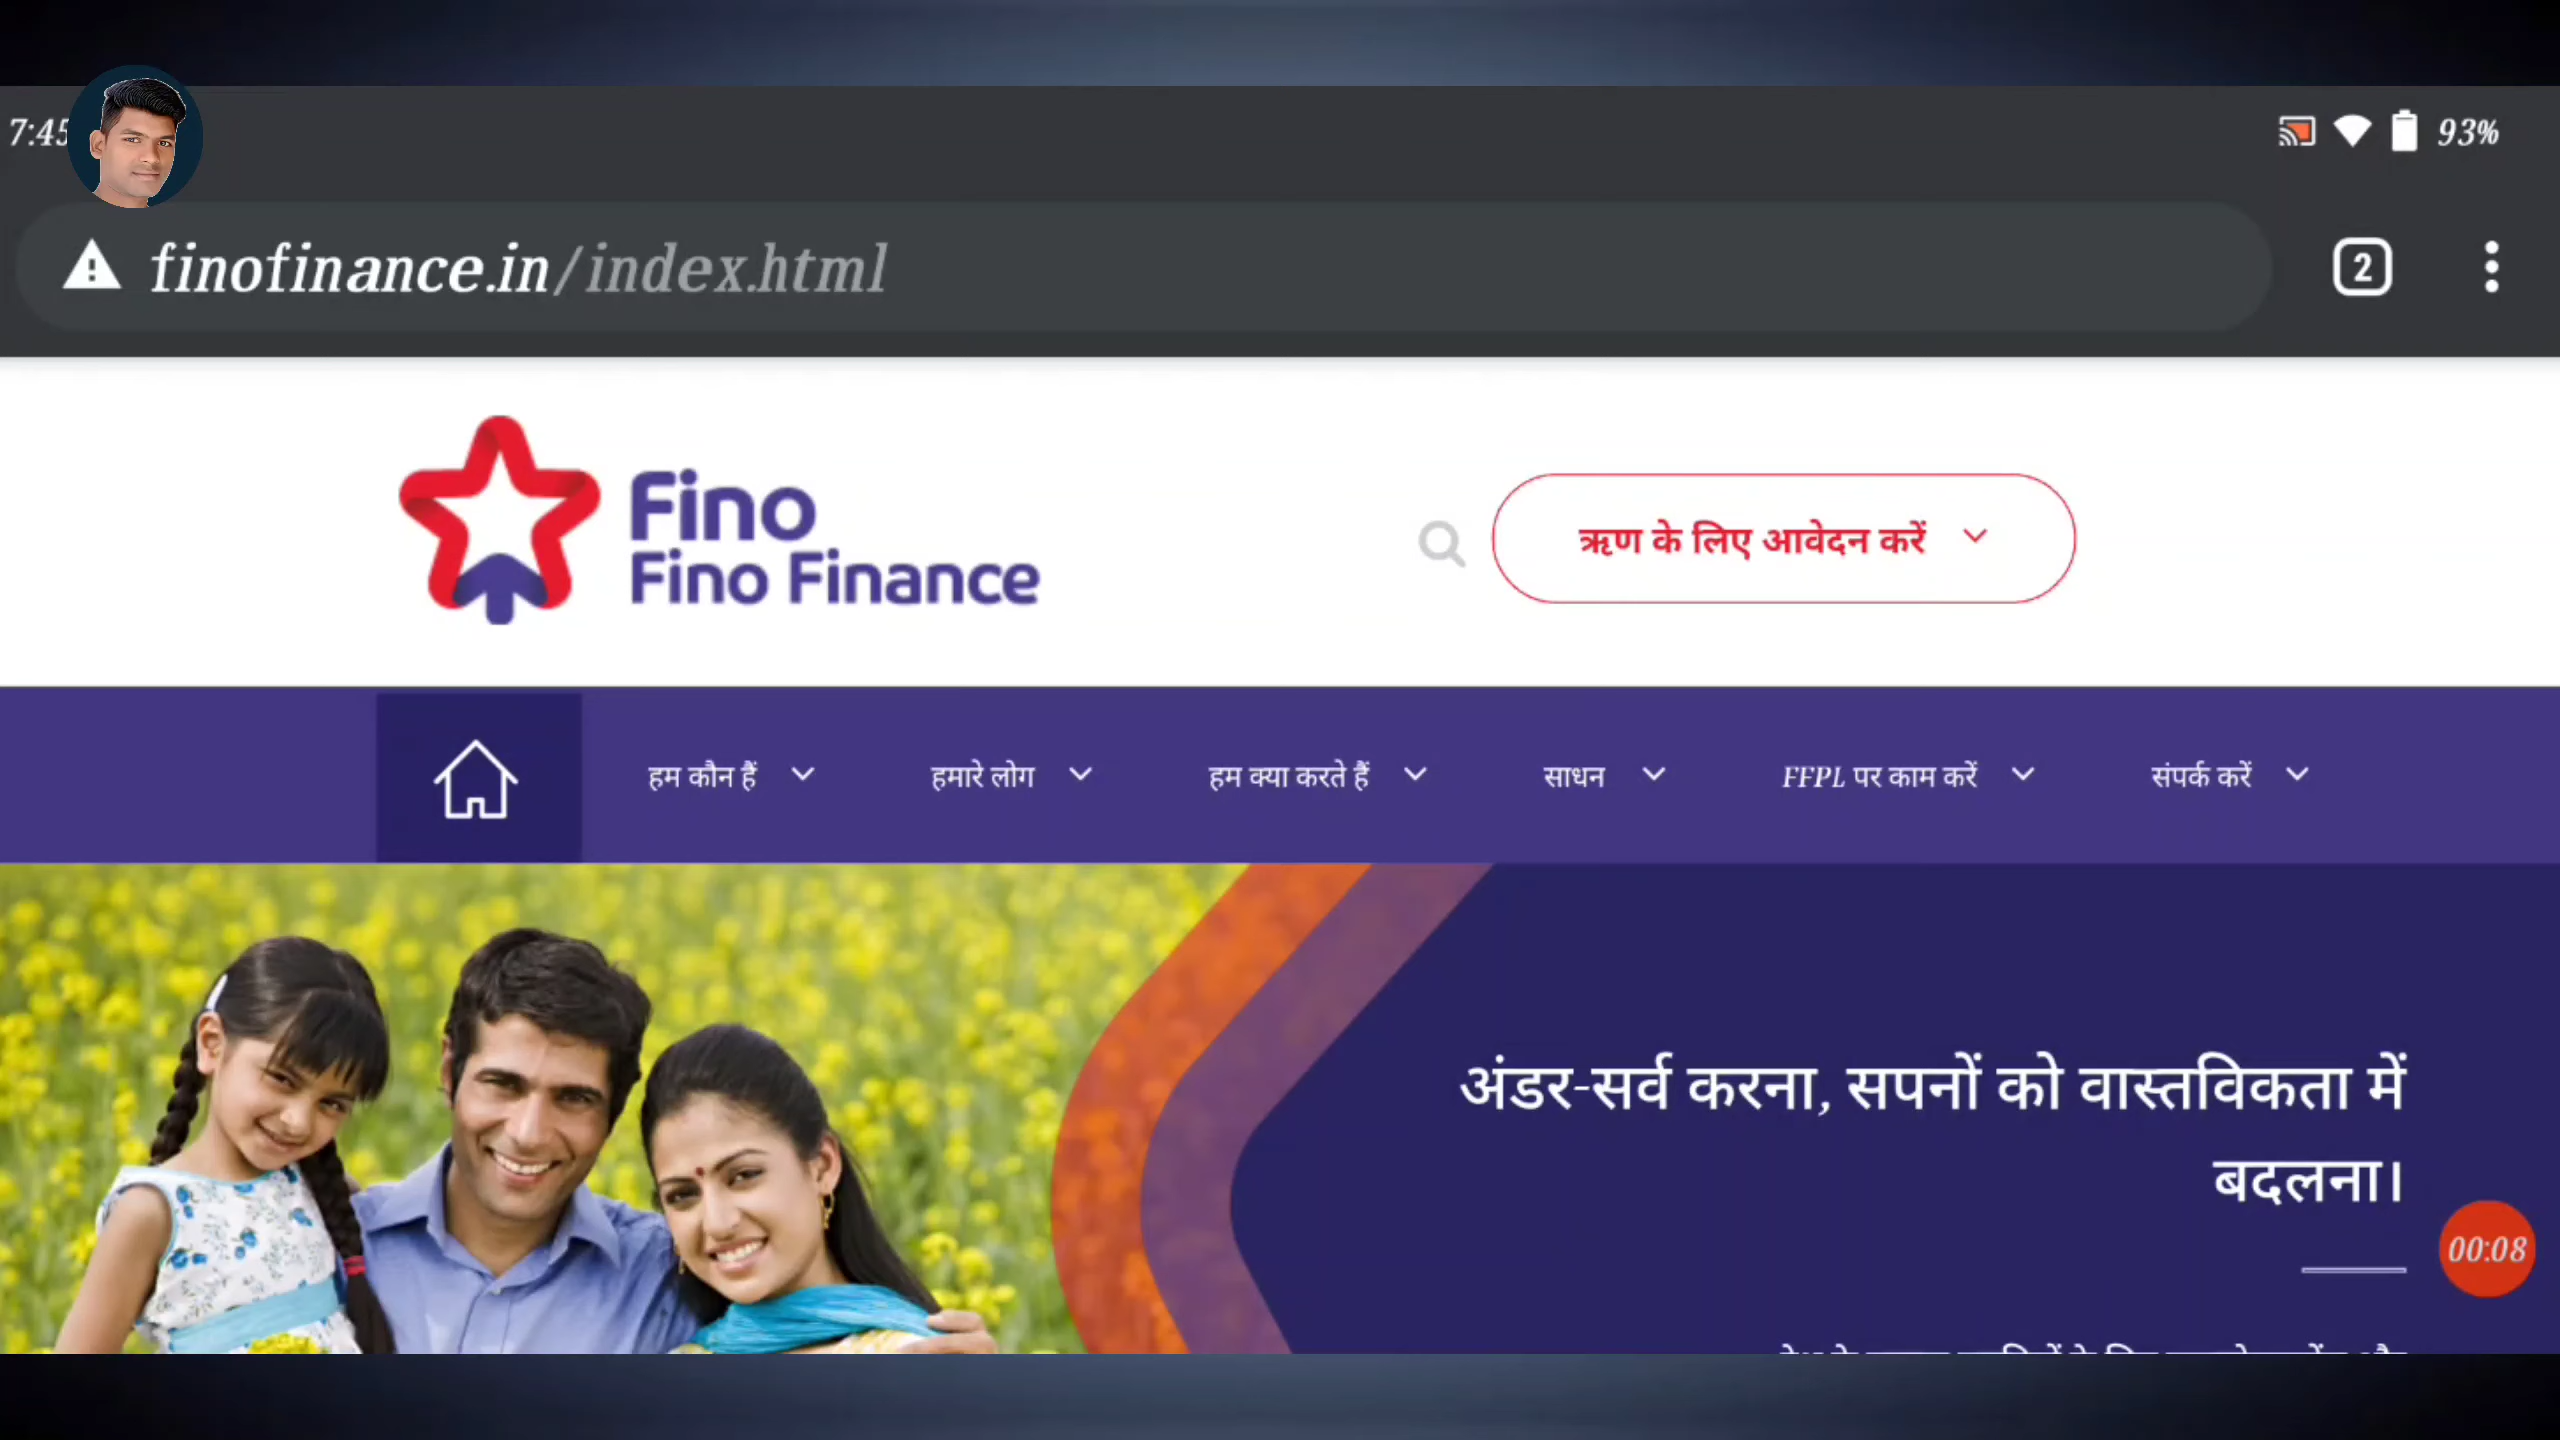 7:45
93%
finofinance.in/index.html
2
Fino
Fino Finance
ऋण के लिए आवेदन करें
हम कौन हैं
हमारे लोग
हम क्या करते हैं
साधन
FFPL पर काम करें
संपर्क करें
अंडर-सर्व करना, सपनों को वास्तविकता में
बदलना।
00:08